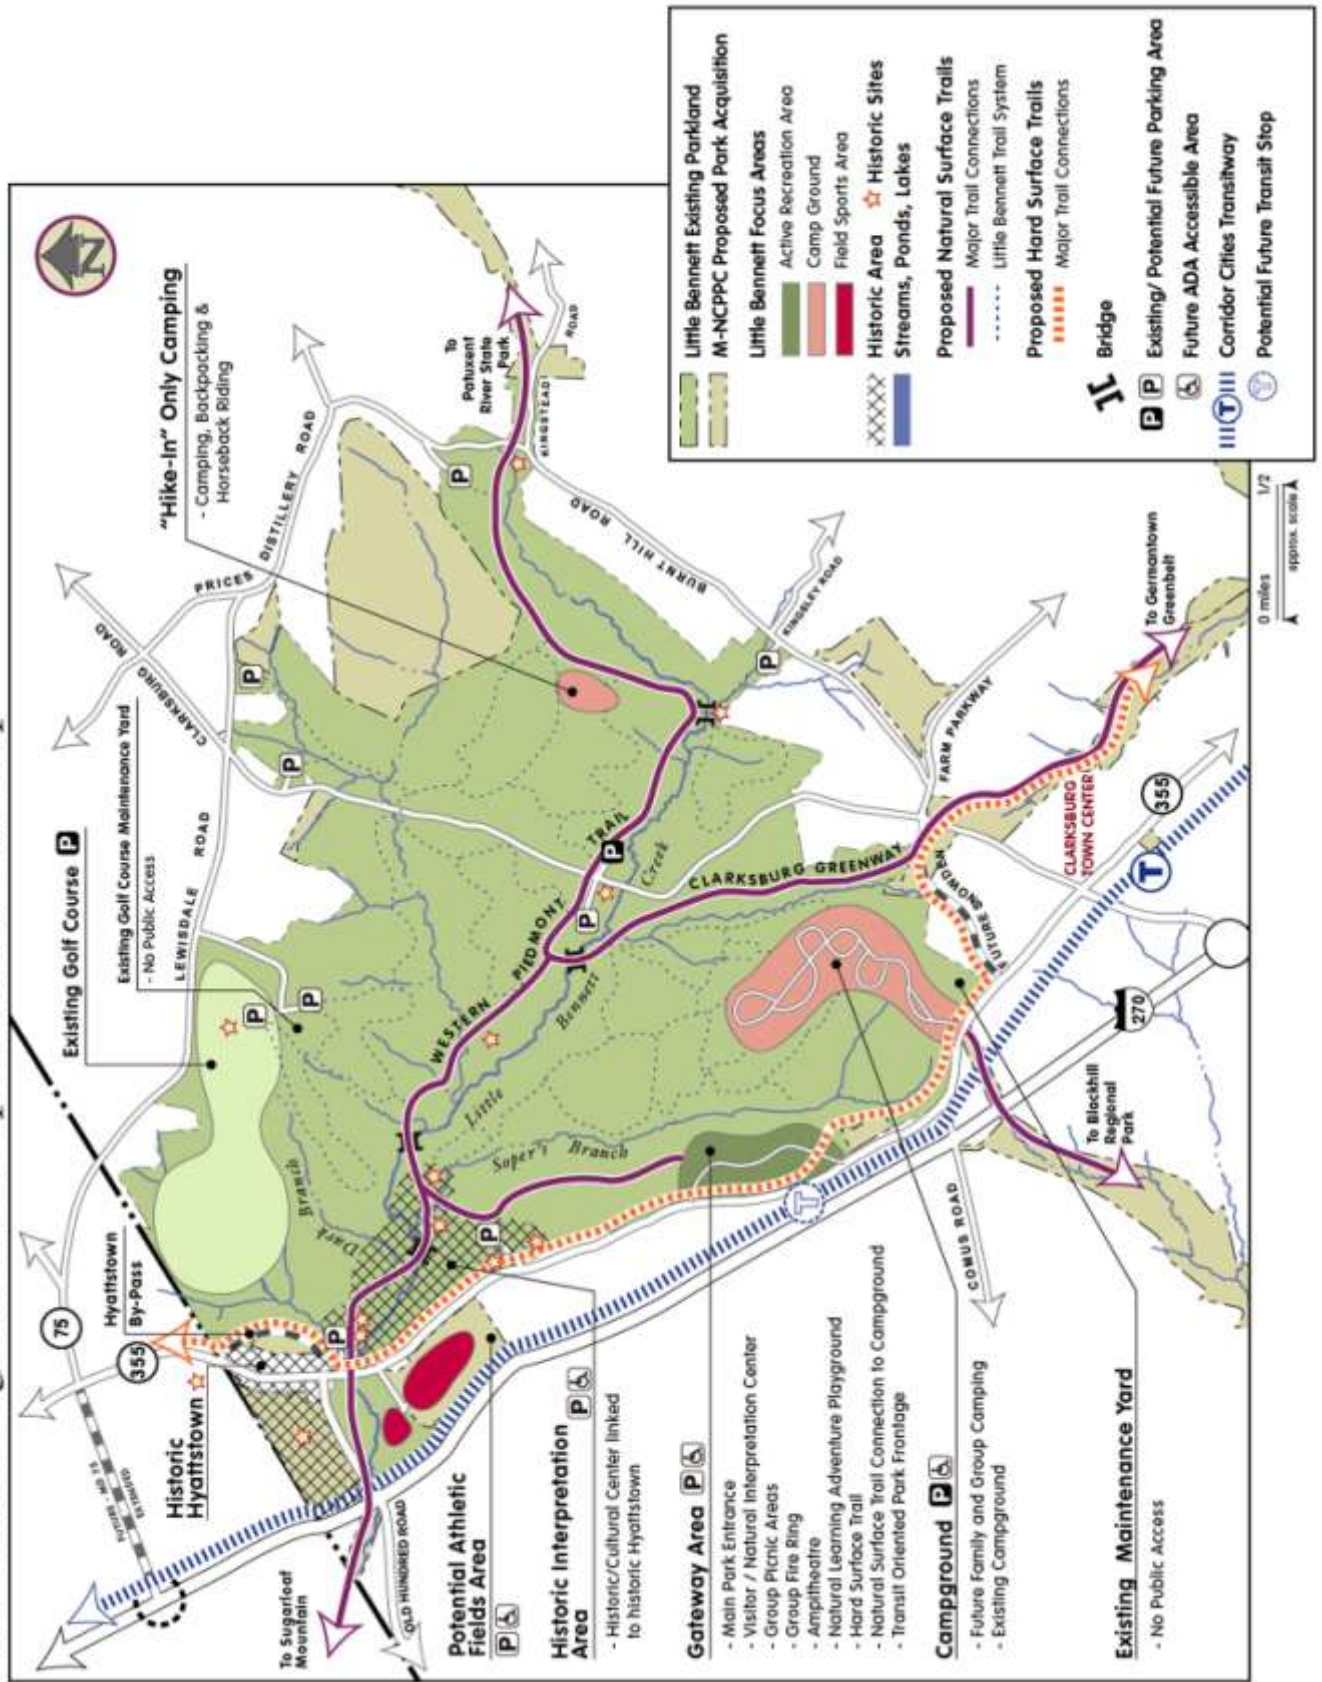 N
"Hike-In" Only Camping
- Camping, Backpacking &
Horseback Riding
Existing Golf Course P
Existing Golf Course Maintenance Yard
- No Public Access
Hyattstown
By-Pass
Historic
Hyattstown
75
355
LEWISDALE ROAD
CLARKSBURG ROAD
PRICES DISTILLERY ROAD
To
Patuxent
River State
Park
KINGSTEAD ROAD
BURNT HILL ROAD
KINGSLEY ROAD
FARM PARKWAY
WESTERN PIEDMONT TRAIL
CLARKSBURG GREENWAY
Little Bennett Creek
Soper's Branch
Dark Branch
FUTURE SNOWDEN
CLARKSBURG
TOWN CENTER
355
T
270
To Germantown
Greenbelt
To Blackhill
Regional
Park
COMUS ROAD
OLD HUNDRED ROAD
To Sugarloaf
Mountain
FUTURE - MD 75
EXTENDED
P
P
P
P
P
P
P
P
P
P
P
T
Potential Athletic
Fields Area
P
Historic Interpretation
Area P
- Historic/Cultural Center linked
to historic Hyattstown
Gateway Area P
- Main Park Entrance
- Visitor / Natural Interpretation Center
- Group Picnic Areas
- Group Fire Ring
- Ampitheatre
- Natural Learning Adventure Playground
- Hard Surface Trail
- Natural Surface Trail Connection to Campground
- Transit Oriented Park Frontage
Campground P
- Future Family and Group Camping
- Existing Campground
Existing Maintenance Yard
- No Public Access
Little Bennett Existing Parkland
M-NCPPC Proposed Park Acquisition
Little Bennett Focus Areas
Active Recreation Area
Camp Ground
Field Sports Area
Historic Area Historic Sites
Streams, Ponds, Lakes
Proposed Natural Surface Trails
Major Trail Connections
Little Bennett Trail System
Proposed Hard Surface Trails
Major Trail Connections
Bridge
P P Existing/ Potential Future Parking Area
Future ADA Accessible Area
T Corridor Cities Transitway
T Potential Future Transit Stop
0 miles 1/2
approx. scale